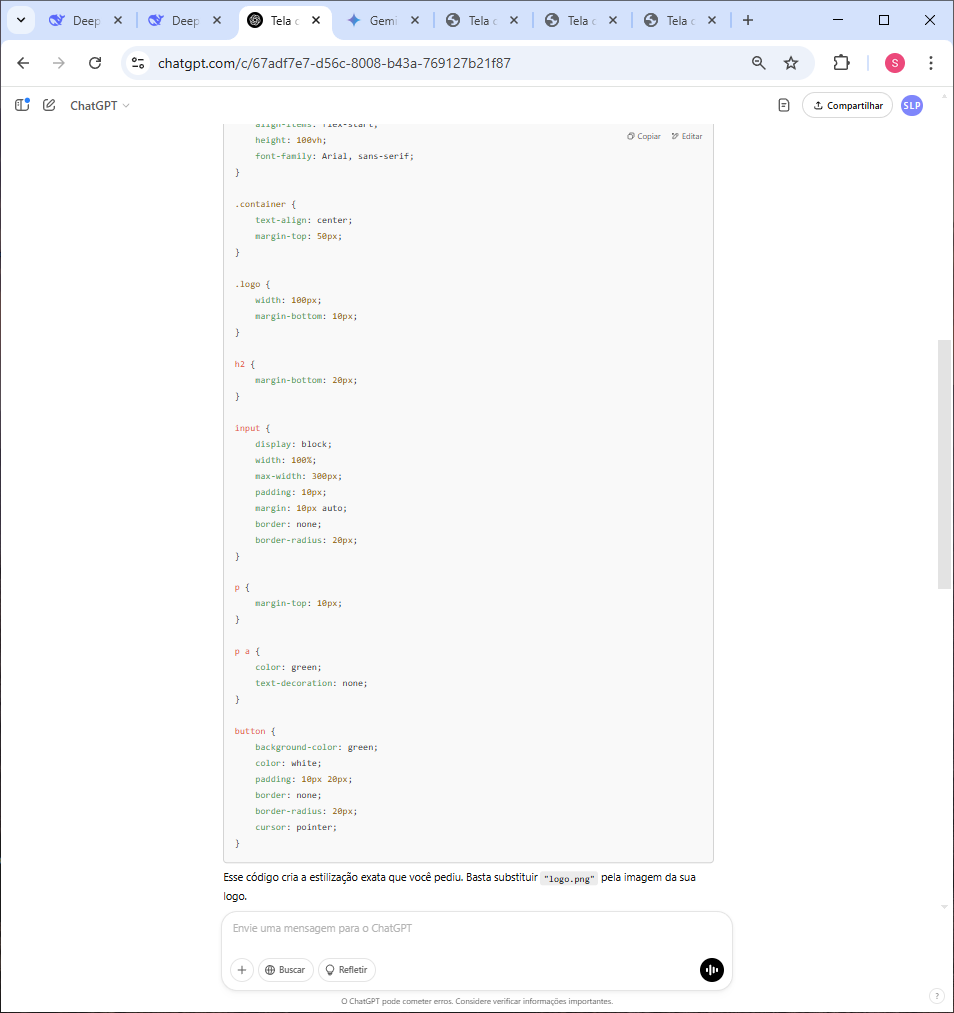 Deep
Deep
Tela c
Gemi
Tela c
Tela c
Tela c
chatgpt.com/c/67adf7e7-d56c-8008-b43a-769127b21f87
S
ChatGPT
Compartilhar
SLP
align-items: flex-start;
Copiar
Editar
height: 100vh;
font-family: Arial, sans-serif;
}
.container {
text-align: center;
margin-top: 50px;
}
.logo {
width: 100px;
margin-bottom: 10px;
}
h2 {
margin-bottom: 20px;
}
input {
display: block;
width: 100%;
max-width: 300px;
padding: 10px;
margin: 10px auto;
border: none;
border-radius: 20px;
}
p {
margin-top: 10px;
}
p a {
color: green;
text-decoration: none;
}
button {
background-color: green;
color: white;
padding: 10px 20px;
border: none;
border-radius: 20px;
cursor: pointer;
}
Esse código cria a estilização exata que você pediu. Basta substituir "logo.png" pela imagem da sua
logo.
Envie uma mensagem para o ChatGPT
Buscar
Refletir
O ChatGPT pode cometer erros. Considere verificar informações importantes.
?